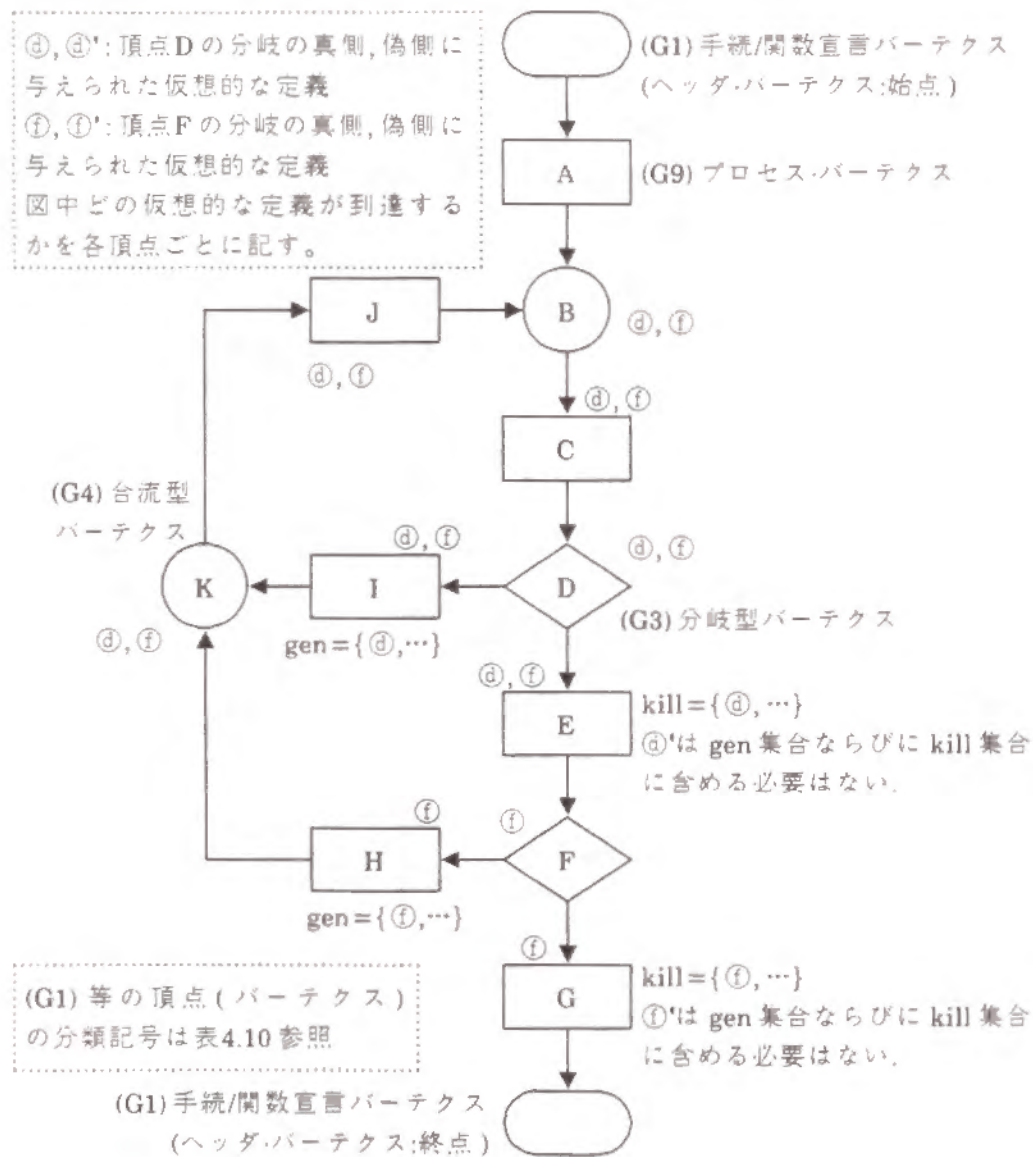 ⓓ, ⓓ': 頂点Dの分岐の真側, 偽側に
与えられた仮想的な定義
ⓕ, ⓕ': 頂点Fの分岐の真側, 偽側に
与えられた仮想的な定義
図中どの仮想的な定義が到達する
かを各頂点ごとに記す。
(G1) 手続/関数宣言バーテクス
(ヘッダ・バーテクス:始点)
A
(G9) プロセス・バーテクス
J
B
ⓓ, ⓕ
ⓓ, ⓕ
ⓓ, ⓕ
C
(G4) 合流型
バーテクス
ⓓ, ⓕ
ⓓ, ⓕ
K
I
D
(G3) 分岐型バーテクス
ⓓ, ⓕ
gen={ⓓ,…}
ⓓ, ⓕ
E
kill={ⓓ,…}
ⓓ'は gen 集合ならびに kill 集合
に含める必要はない.
ⓕ
ⓕ
H
F
gen={ⓕ,…}
ⓕ
G
kill={ⓕ,…}
ⓕ'は gen 集合ならびに kill 集合
に含める必要はない.
(G1) 等の頂点(バーテクス)
の分類記号は表4.10 参照
(G1) 手続/関数宣言バーテクス
(ヘッダ・バーテクス:終点)